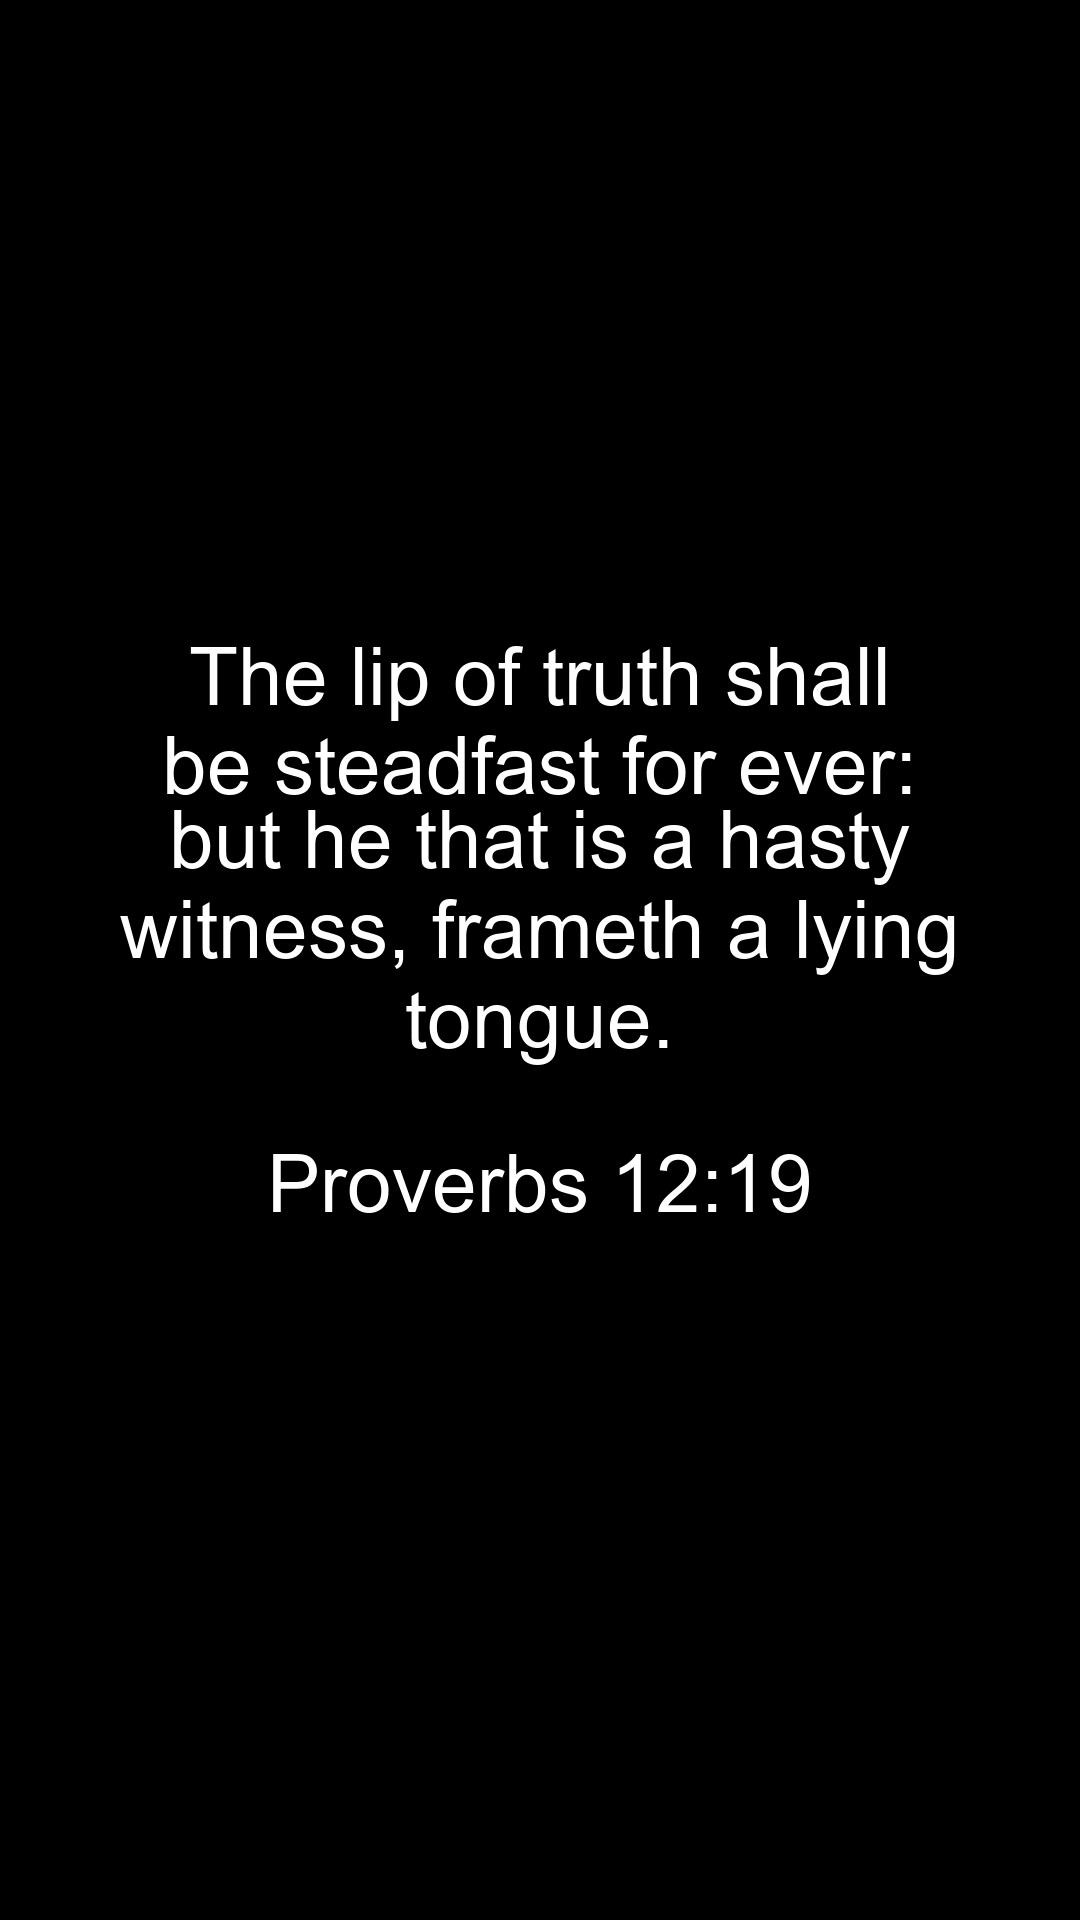 The lip of truth shall
be steadfast for ever:
but he that is a hasty
witness, frameth a lying
tongue.
Proverbs 12:19